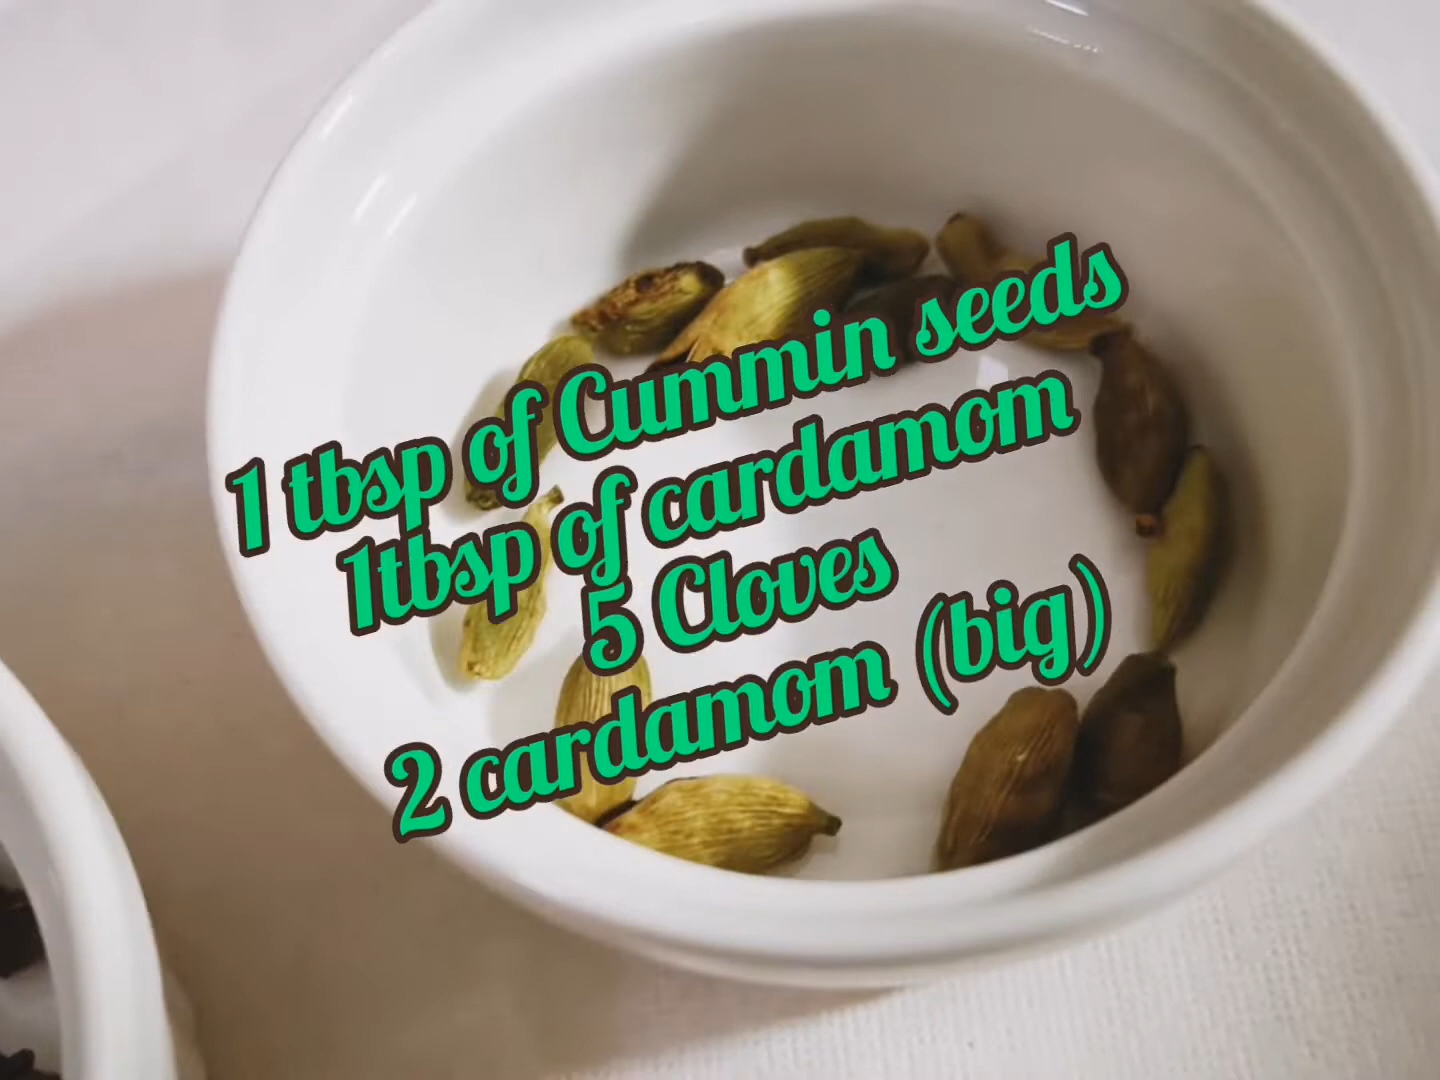 1 tbsp of Cummin seeds
1tbsp of cardamom
5 Cloves
2 cardamom (big)